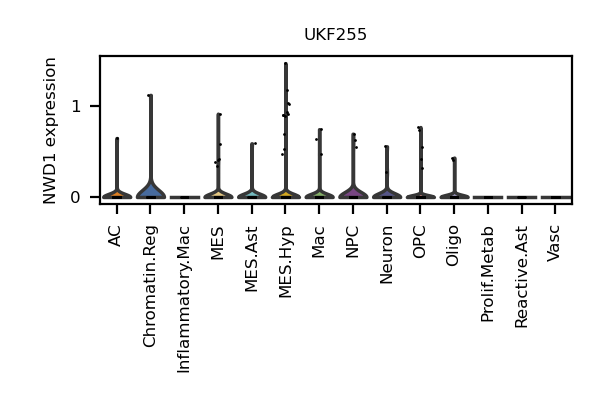 UKF255
NWD1 expression
1
0
AC
Chromatin.Reg
Inflammatory.Mac
MES
MES.Ast
MES.Hyp
Mac
NPC
Neuron
OPC
Oligo
Prolif.Metab
Reactive.Ast
Vasc